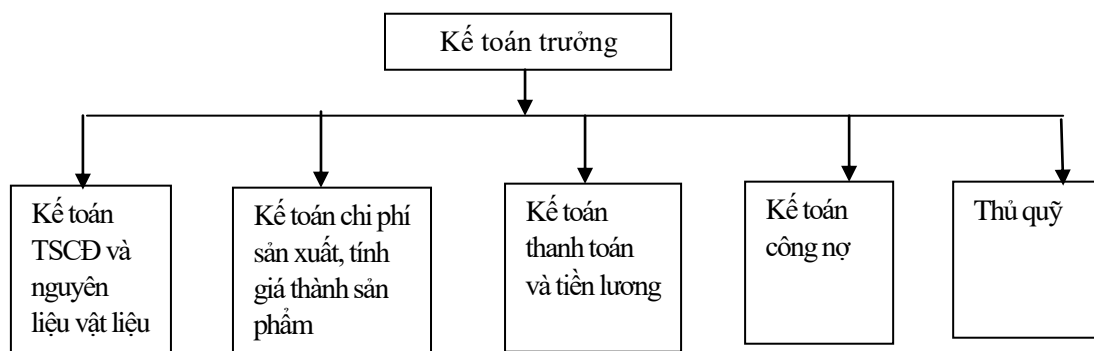 Kế toán trưởng
Kế toán
TSCĐ và
nguyên
liệu vật liệu
Kế toán chi phí
sản xuất, tính
giá thành sản
phẩm
Kế toán
thanh toán
và tiền lương
Kế toán
công nợ
Thủ quỹ